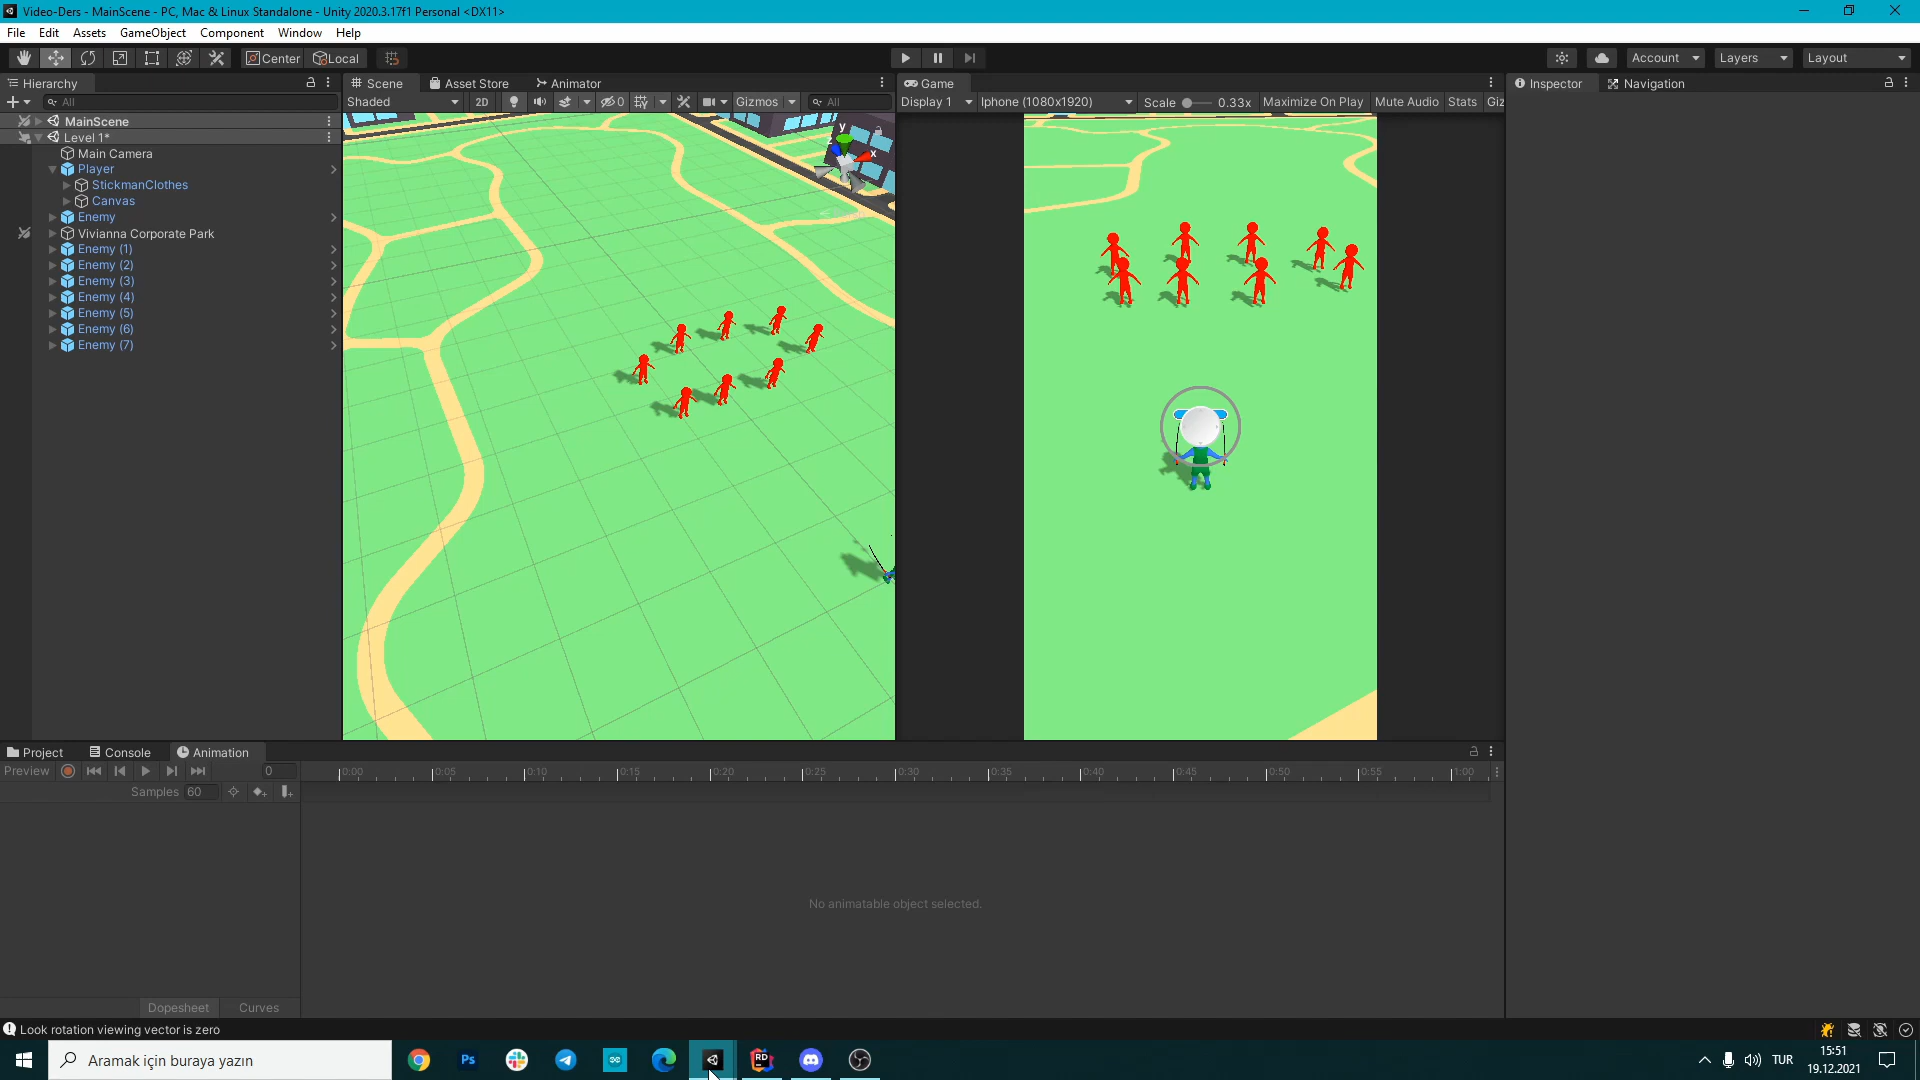 Video-Ders - MainScene - PC, Mac & Linux Standalone - Unity 2020.3.17f1 Personal <DX11>
File Edit Assets GameObject Component Window Help
Center Local Account Layers Layout
Hierarchy Scene Asset Store Animator Game Inspector Navigation
All Shaded 2D 0 Gizmos All Display 1 Iphone (1080x1920) Scale 0.33x Maximize On Play Mute Audio Stats Giz
MainScene
Level 1*
Main Camera
Player
StickmanClothes
Canvas
Enemy
Vivianna Corporate Park
Enemy (1)
Enemy (2)
Enemy (3)
Enemy (4)
Enemy (5)
Enemy (6)
Enemy (7)
y x
Project Console Animation
Preview 0 0:00 0:05 0:10 0:15 0:20 0:25 0:30 0:35 0:40 0:45 0:50 0:55 1:00
Samples 60
No animatable object selected.
Dopesheet Curves
Look rotation viewing vector is zero
Aramak için buraya yazın Ps RD TUR 15:51
19.12.2021